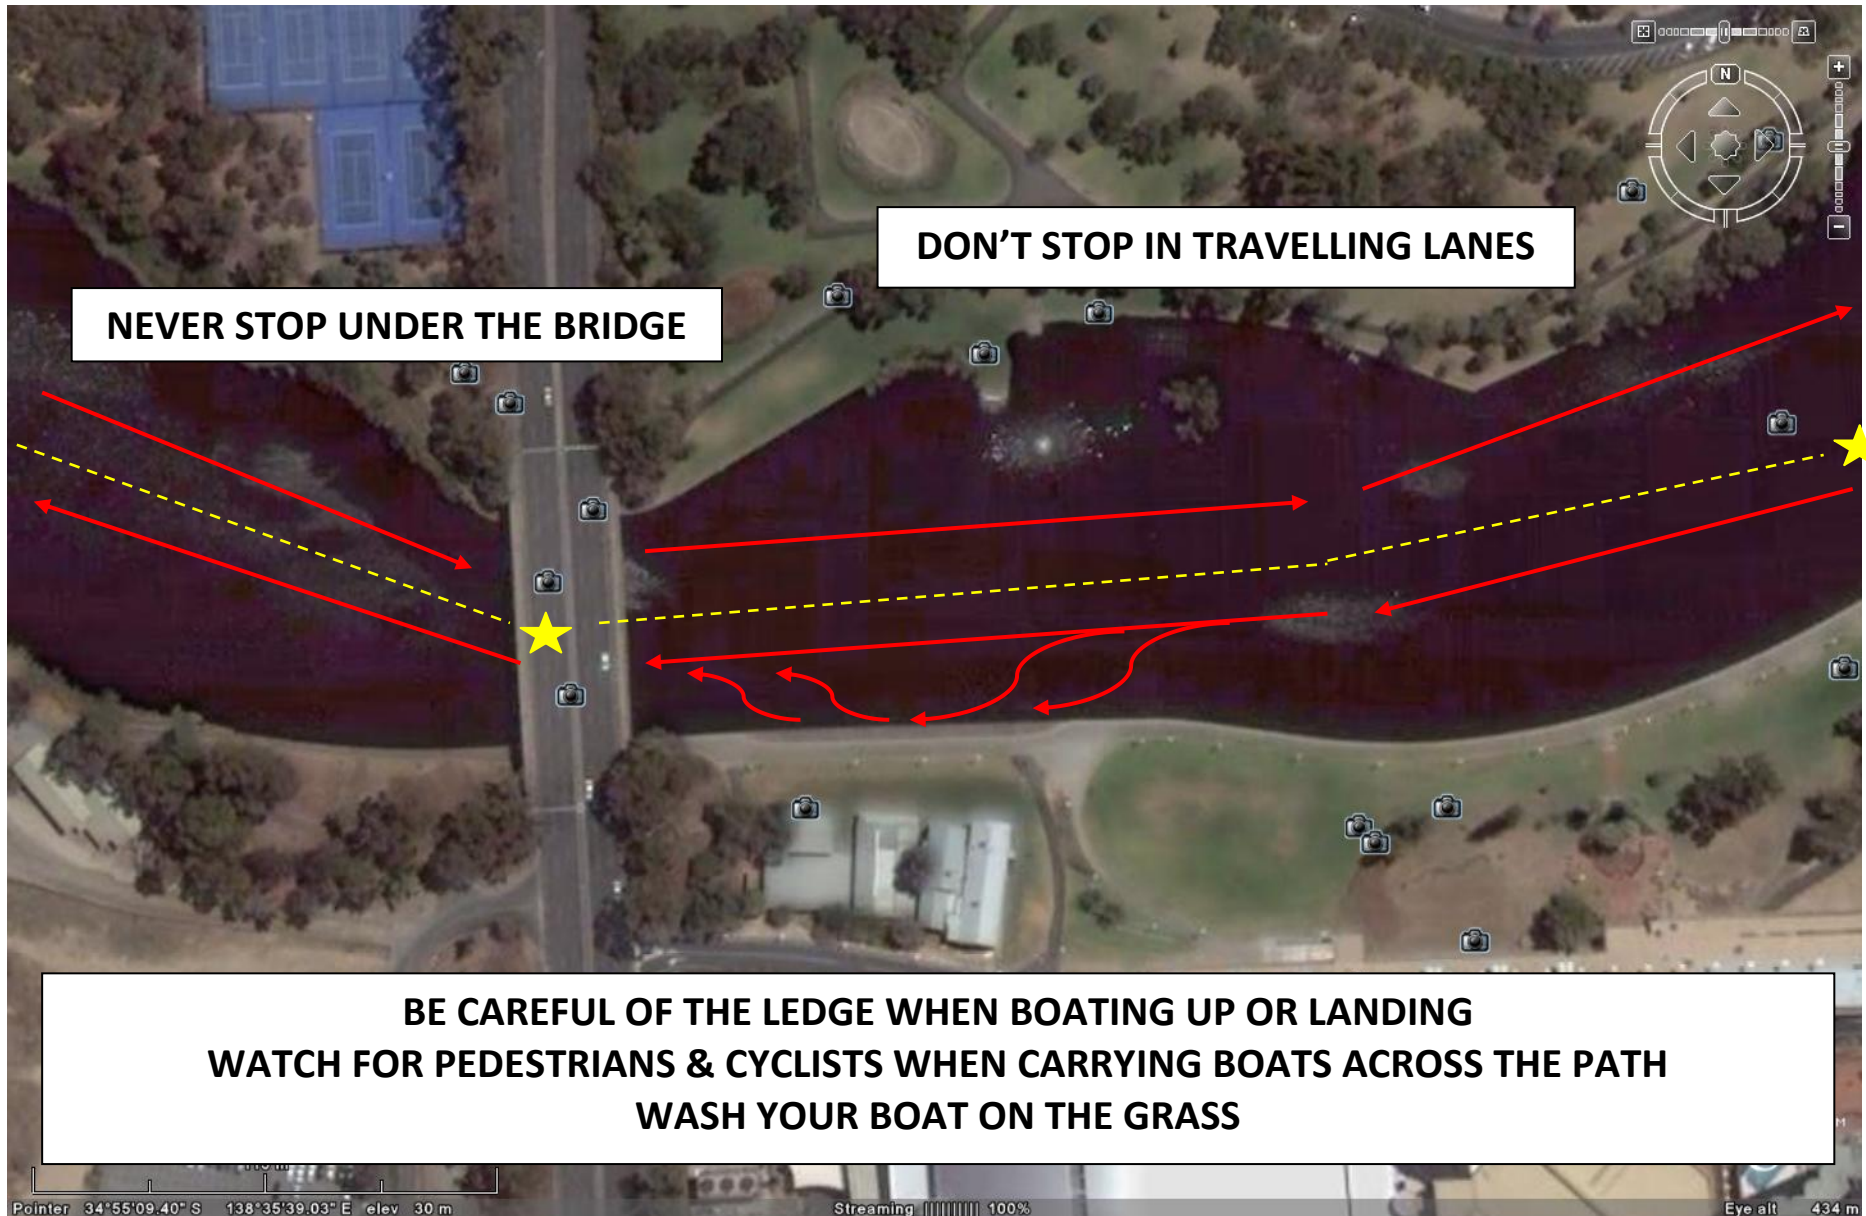 N
DON’T STOP IN TRAVELLING LANES
NEVER STOP UNDER THE BRIDGE
BE CAREFUL OF THE LEDGE WHEN BOATING UP OR LANDING
WATCH FOR PEDESTRIANS & CYCLISTS WHEN CARRYING BOATS ACROSS THE PATH
WASH YOUR BOAT ON THE GRASS
Pointer 34°55'09.40" S 138°35'39.03" E elev 30 m Streaming |||||||||| 100% Eye alt 434 m